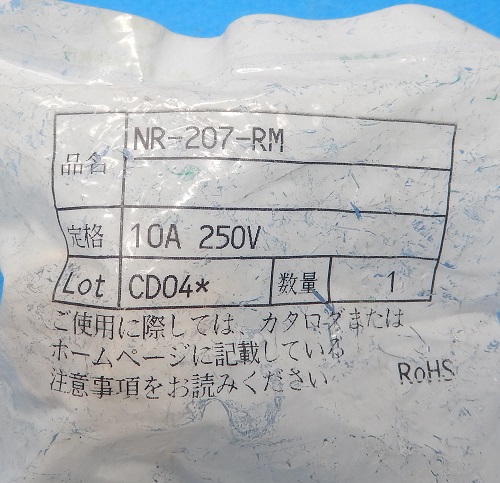 品名 NR-207-RM
定格 10A 250V
Lot CD04* 数量 1
ご使用に際しては、カタログまたは
ホームページに記載している
注意事項をお読みください。
RoHS